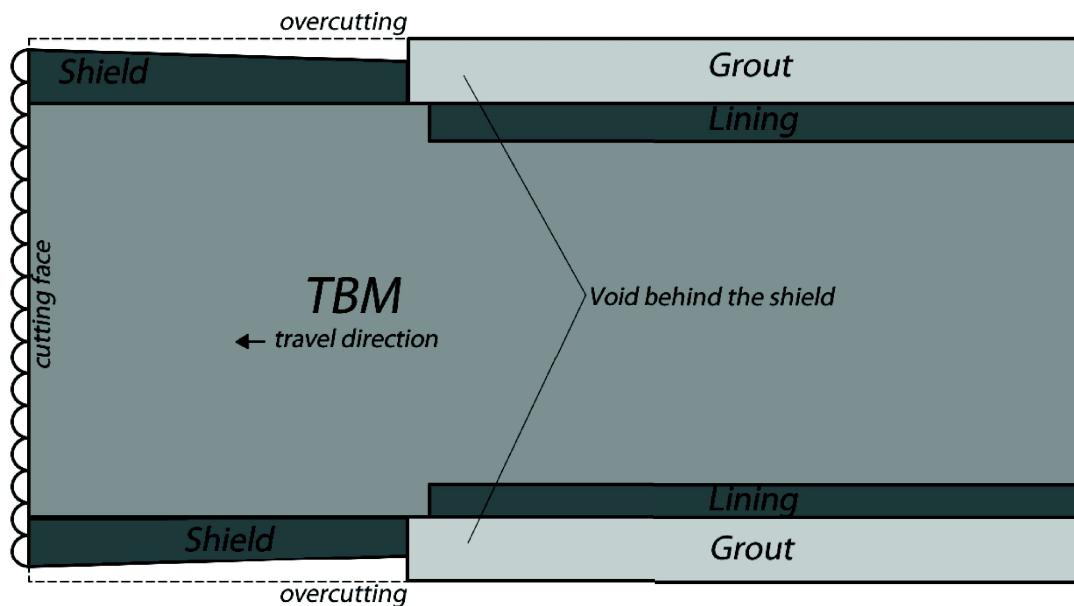 overcutting
Shield
Grout
Lining
cutting face
TBM
travel direction
Void behind the shield
Lining
Shield
Grout
overcutting